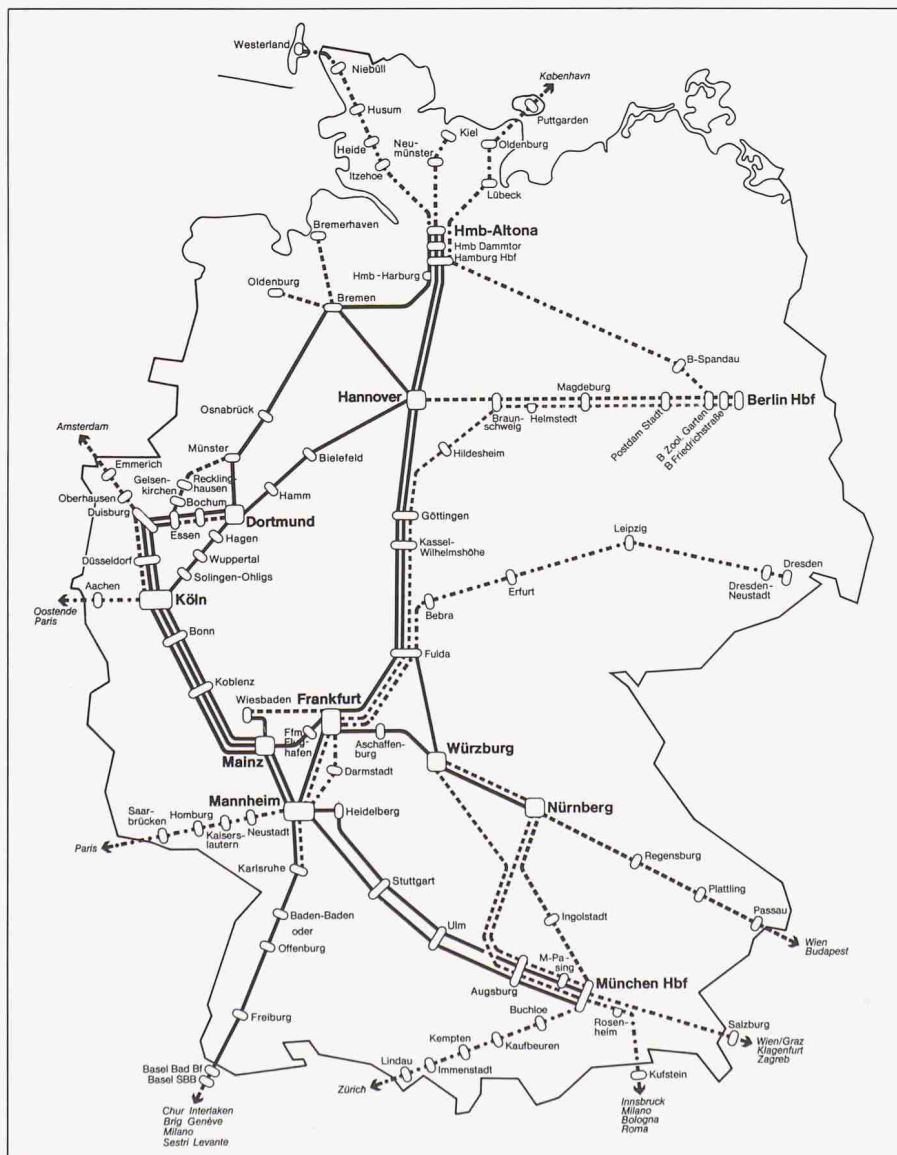 Westerland
Niebüll
København
Husum
Puttgarden
Kiel
Heide
Neu-
münster
Oldenburg
Itzehoe
Lübeck
Bremerhaven
Hmb-Altona
Hmb Dammtor
Hamburg Hbf
Hmb-Harburg
Oldenburg
Bremen
B-Spandau
Hannover
Magdeburg
Berlin Hbf
Braun-
schweig
Helmstedt
Postdam Stadt
B Zool. Garten
B Friedrichstraße
Osnabrück
Amsterdam
Münster
Bielefeld
Hildesheim
Emmerich
Gelsen-
kirchen
Reckling-
hausen
Oberhausen
Bochum
Hamm
Duisburg
Essen
Dortmund
Göttingen
Leipzig
Hagen
Kassel-
Wilhelmshöhe
Düsseldorf
Wuppertal
Solingen-Ohligs
Erfurt
Dresden-
Neustadt
Dresden
Aachen
Köln
Bebra
Oostende
Paris
Bonn
Fulda
Koblenz
Wiesbaden
Frankfurt
Ffm
Flug-
hafen
Aschaffen-
burg
Würzburg
Mainz
Darmstadt
Mannheim
Nürnberg
Saar-
brücken
Homburg
Kaisers-
lautern
Neustadt
Heidelberg
Paris
Karlsruhe
Regensburg
Stuttgart
Plattling
Baden-Baden
oder
Offenburg
Ingolstadt
Passau
Ulm
Wien
Budapest
M-Pa-
sing
Augsburg
München Hbf
Freiburg
Buchloe
Rosen-
heim
Salzburg
Kempten
Kaufbeuren
Wien/Graz
Klagenfurt
Zagreb
Basel Bad Bf
Basel SBB
Lindau
Immenstadt
Zürich
Kufstein
Chur Interlaken
Brig Genève
Milano
Sestri Levante
Innsbruck
Milano
Bologna
Roma